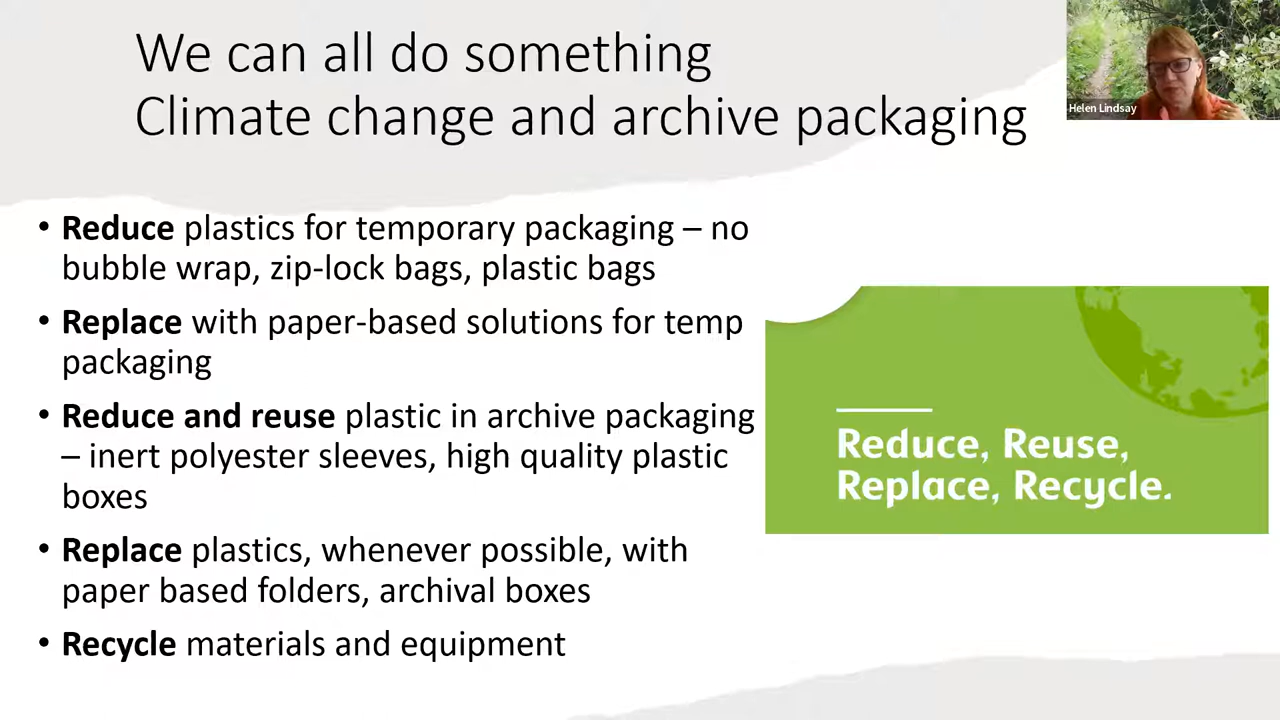 We can all do something
Climate change and archive packaging
Helen Lindsay
• Reduce plastics for temporary packaging – no
bubble wrap, zip-lock bags, plastic bags
• Replace with paper-based solutions for temp
packaging
• Reduce and reuse plastic in archive packaging
– inert polyester sleeves, high quality plastic
boxes
• Replace plastics, whenever possible, with
paper based folders, archival boxes
• Recycle materials and equipment
Reduce, Reuse,
Replace, Recycle.